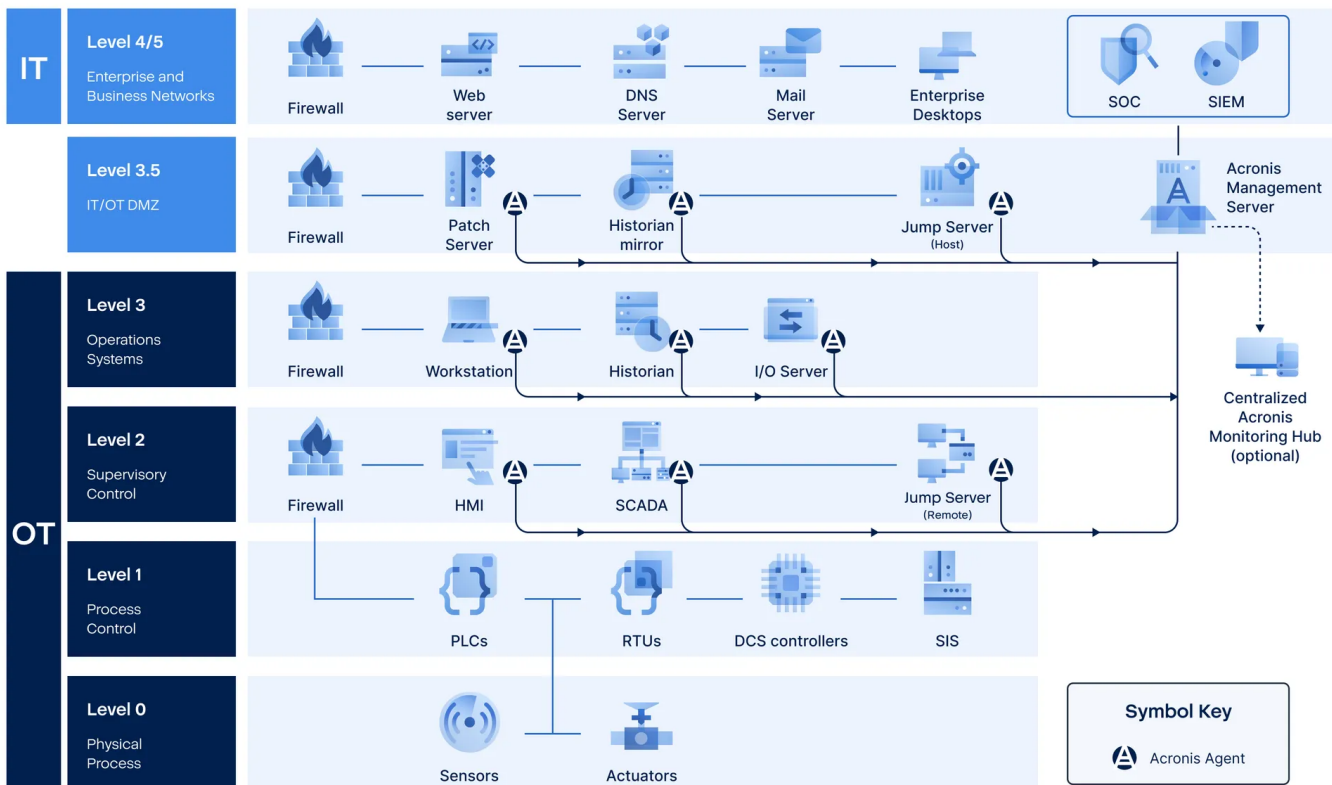 IT
Level 4/5
Enterprise and
Business Networks
Firewall
Web
server
DNS
Server
Mail
Server
Enterprise
Desktops
SOC
SIEM
Level 3.5
IT/OT DMZ
Firewall
Patch
Server
Historian
mirror
Jump Server
(Host)
Acronis
Management
Server
OT
Level 3
Operations
Systems
Firewall
Workstation
Historian
I/O Server
Centralized
Acronis
Monitoring Hub
(optional)
Level 2
Supervisory
Control
Firewall
HMI
SCADA
Jump Server
(Remote)
Level 1
Process
Control
PLCs
RTUs
DCS controllers
SIS
Level 0
Physical
Process
Sensors
Actuators
Symbol Key
Acronis Agent